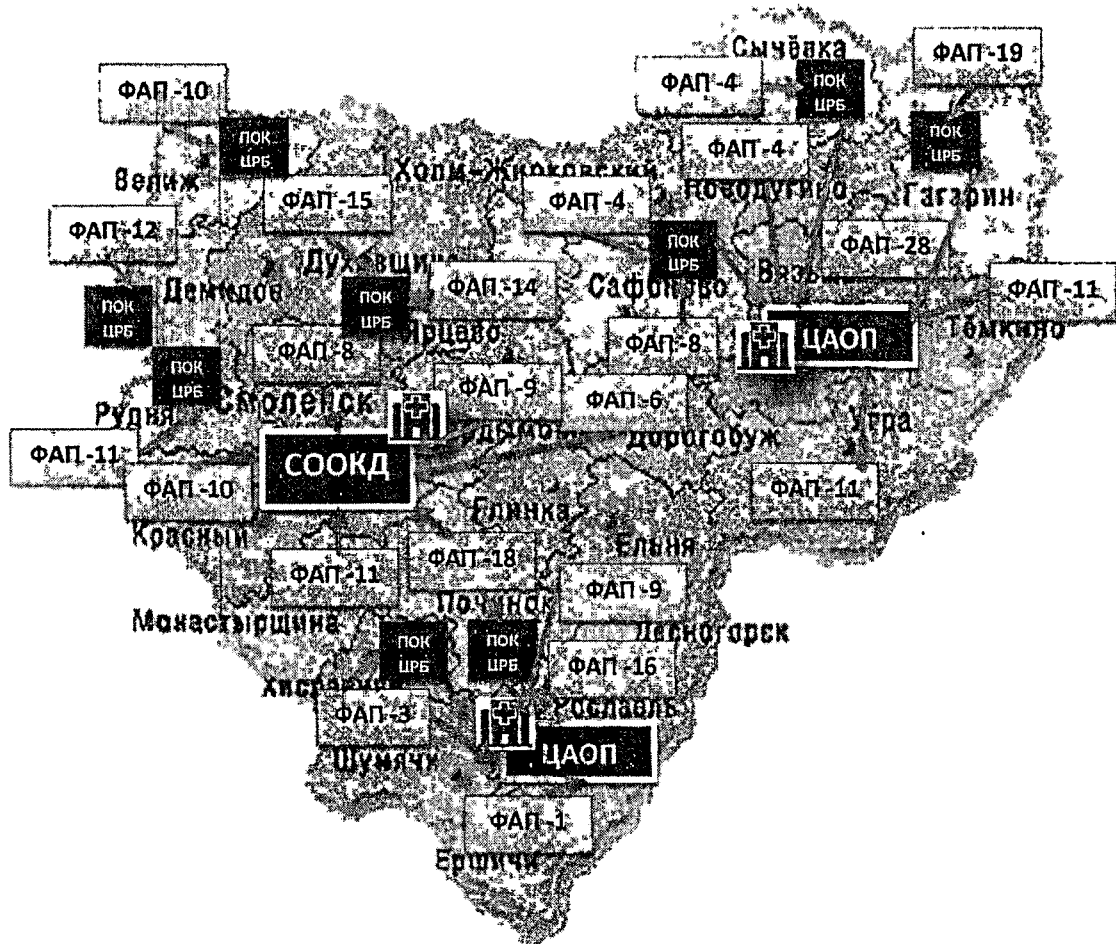 Сычёвка
ФАП -19
ФАП -4
ПОК
ЦРБ
ФАП -10
ПОК
ЦРБ
ПОК
ЦРБ
ФАП -4
Велиж
Холм-Жирковский
Новодугино
Гагарин
ФАП -15
ФАП -4
ФАП -12
ПОК
ЦРБ
ФАП -28
Духовщина
Вязь
Демидов
ПОК
ЦРБ
ФАП -14
Сафоново
ФАП -11
ПОК
ЦРБ
Ярцево
ФАП -8
ЦАОП
Тёмкино
ФАП -8
ПОК
ЦРБ
ФАП -9
ФАП -6
Рудня
Смоленск
Дорогобуж
Угра
ФАП -11
СООКД
ФАП -10
ФАП -11
Красный
Глинка
Ельня
ФАП -11
ФАП -18
ФАП -9
Монастырщина
Починок
Десногорск
ПОК
ЦРБ
ПОК
ЦРБ
ФАП -16
ФАП -3
Рославль
Шумячи
ЦАОП
ФАП -1
Ершичи